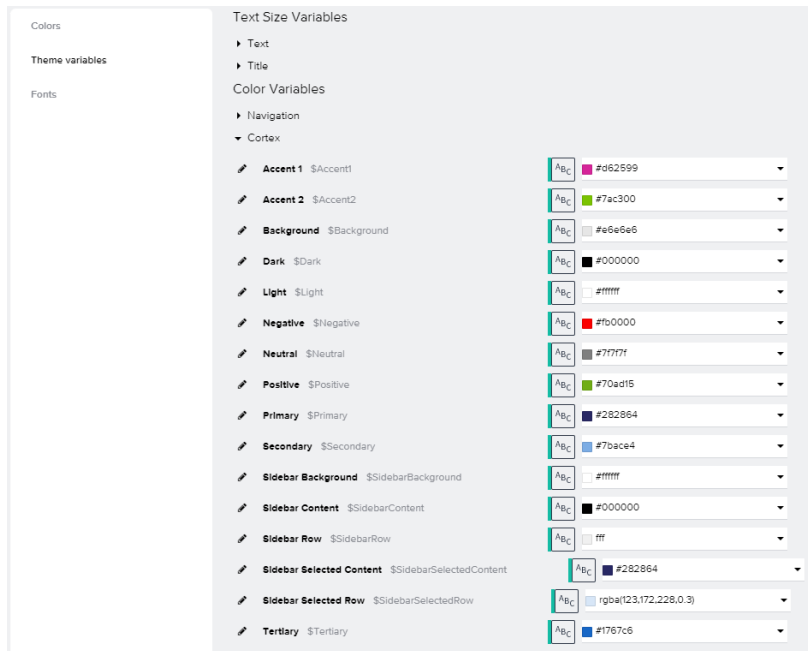 Colors
Theme variables
Fonts
Text Size Variables
Text
Title
Color Variables
Navigation
Cortex
Accent 1 $Accent1 ABC #d62599
Accent 2 $Accent2 ABC #7ac300
Background $Background ABC #e6e6e6
Dark $Dark ABC #000000
Light $Light ABC #ffffff
Negative $Negative ABC #fb0000
Neutral $Neutral ABC #7f7f7f
Positive $Positive ABC #70ad15
Primary $Primary ABC #282864
Secondary $Secondary ABC #7bace4
Sidebar Background $SidebarBackground ABC #ffffff
Sidebar Content $SidebarContent ABC #000000
Sidebar Row $SidebarRow ABC fff
Sidebar Selected Content $SidebarSelectedContent ABC #282864
Sidebar Selected Row $SidebarSelectedRow ABC rgba(123,172,228,0.3)
Tertiary $Tertiary ABC #1767c6